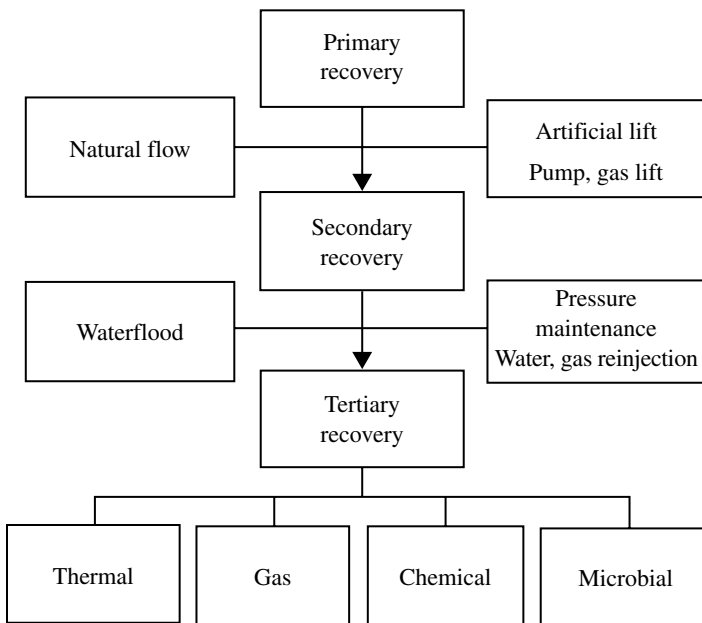 Primary
recovery
Natural flow
Artificial lift
Pump, gas lift
Secondary
recovery
Waterflood
Pressure
maintenance
Water, gas reinjection
Tertiary
recovery
Thermal
Gas
Chemical
Microbial